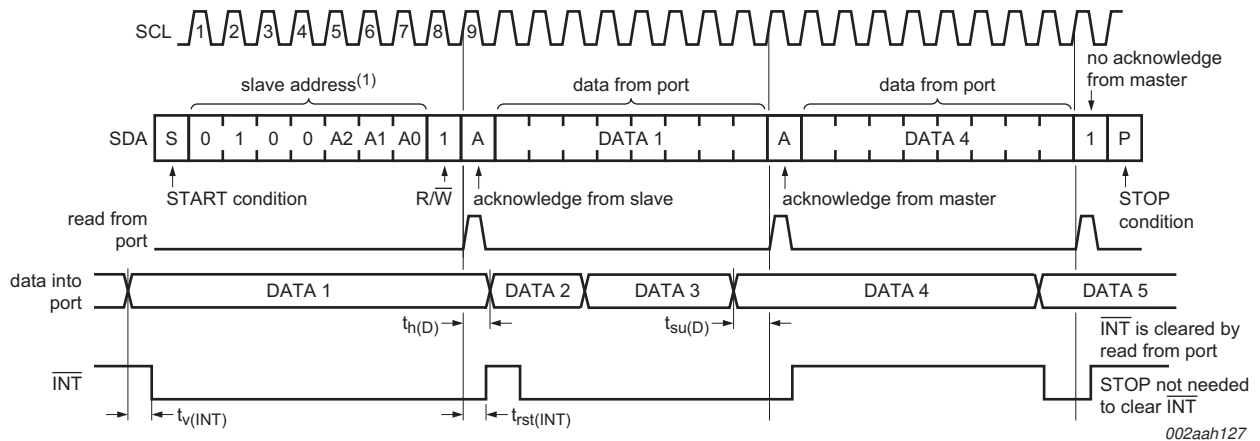 SCL 1 2 3 4 5 6 7 8 9
no acknowledge
from master
slave address(1) data from port data from port
SDA S 0 1 0 0 A2 A1 A0 1 A DATA 1 A DATA 4 1 P
START condition R/W̅ acknowledge from slave acknowledge from master STOP
condition
read from
port
data into
port
DATA 1 DATA 2 DATA 3 DATA 4 DATA 5
th(D) tsu(D)
I̅N̅T̅ is cleared by
read from port
I̅N̅T̅
STOP not needed
to clear I̅N̅T̅
tv(INT) trst(INT)
002aah127